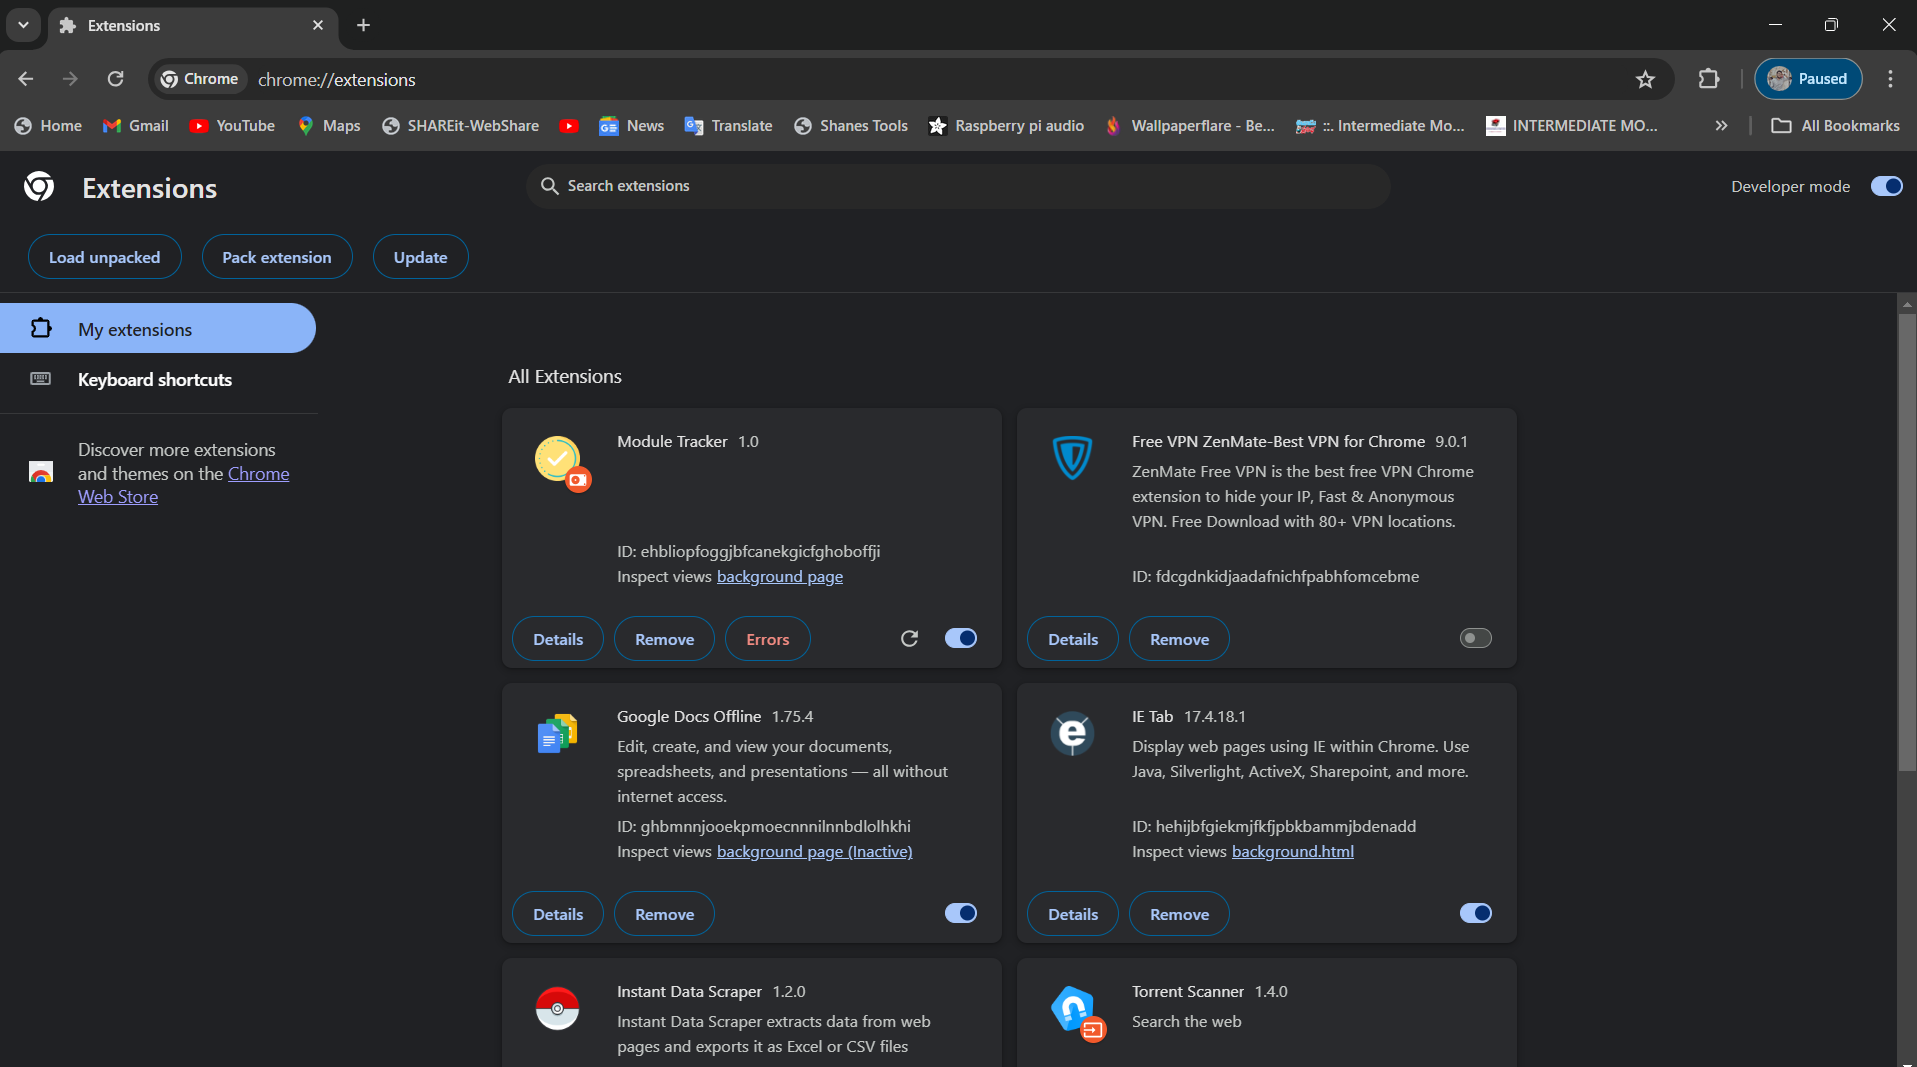 Extensions
Chrome
chrome://extensions
Paused
Home
Gmail
YouTube
Maps
SHAREit-WebShare
News
Translate
Shanes Tools
Raspberry pi audio
Wallpaperflare - Be...
::. Intermediate Mo...
INTERMEDIATE MO...
»
All Bookmarks
Extensions
Search extensions
Developer mode
Load unpacked
Pack extension
Update
My extensions
Keyboard shortcuts
Discover more extensions
and themes on the Chrome
Web Store
All Extensions
Module Tracker 1.0
ID: ehbliopfoggjbfcanekgicfghoboffji
Inspect views background page
Details
Remove
Errors
Free VPN ZenMate-Best VPN for Chrome 9.0.1
ZenMate Free VPN is the best free VPN Chrome
extension to hide your IP, Fast & Anonymous
VPN. Free Download with 80+ VPN locations.
ID: fdcgdnkidjaadafnichfpabhfomcebme
Details
Remove
Google Docs Offline 1.75.4
Edit, create, and view your documents,
spreadsheets, and presentations — all without
internet access.
ID: ghbmnnjooekpmoecnnnilnnbdlolhkhi
Inspect views background page (Inactive)
Details
Remove
IE Tab 17.4.18.1
Display web pages using IE within Chrome. Use
Java, Silverlight, ActiveX, Sharepoint, and more.
ID: hehijbfgiekmjfkfjpbkbammjbdenadd
Inspect views background.html
Details
Remove
Instant Data Scraper 1.2.0
Instant Data Scraper extracts data from web
pages and exports it as Excel or CSV files
Torrent Scanner 1.4.0
Search the web